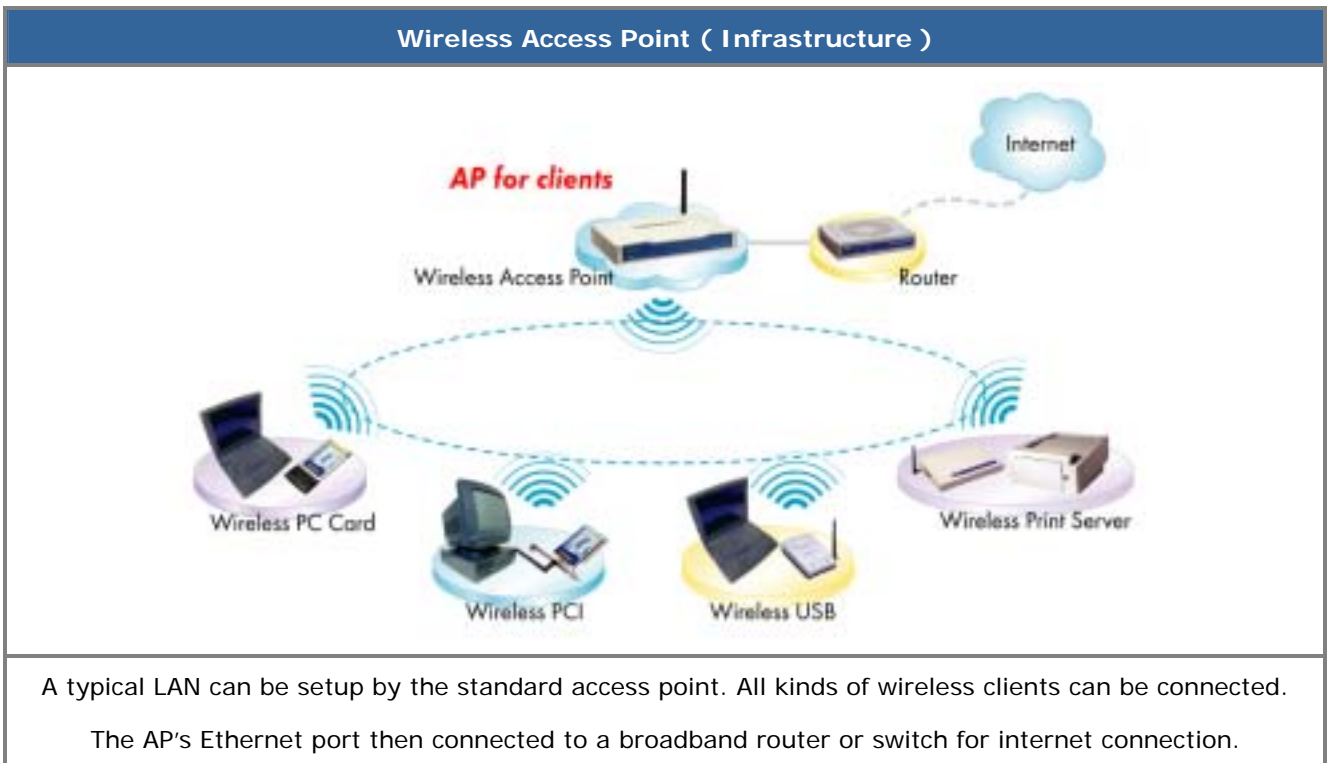 Wireless Access Point ( Infrastructure )
Internet
AP for clients
Wireless Access Point
Router
Wireless PC Card
Wireless Print Server
Wireless PCI
Wireless USB
A typical LAN can be setup by the standard access point. All kinds of wireless clients can be connected.
The AP's Ethernet port then connected to a broadband router or switch for internet connection.